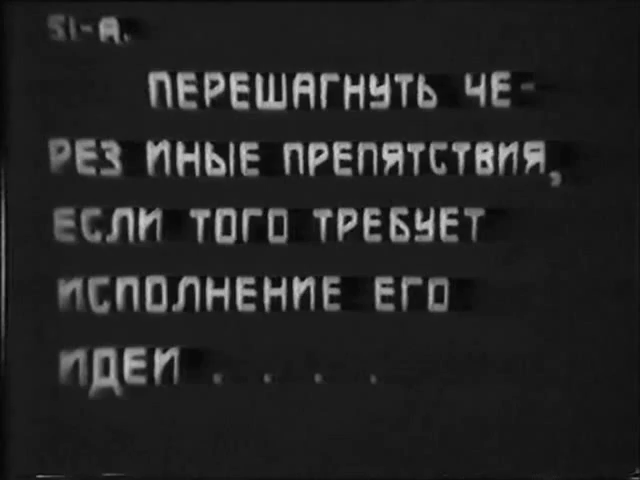 51-А.
ПЕРЕШАГНУТЬ ЧЕ-
РЕЗ ИНЫЕ ПРЕПЯТСТВИЯ,
ЕСЛИ ТОГО ТРЕБУЕТ
ИСПОЛНЕНИЕ ЕГО
ИДЕИ . . . .